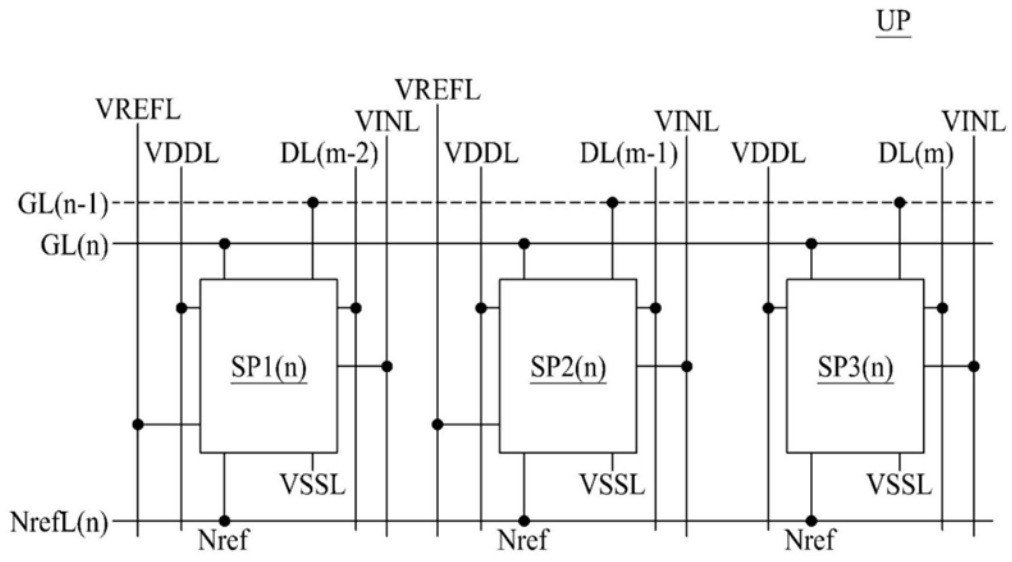 UP
VREFL
VREFL
VINL
VINL
VINL
VDDL
DL(m-2)
VDDL
DL(m-1)
VDDL
DL(m)
GL(n-1)
GL(n)
SP1(n)
SP2(n)
SP3(n)
VSSL
VSSL
VSSL
NrefL(n)
Nref
Nref
Nref